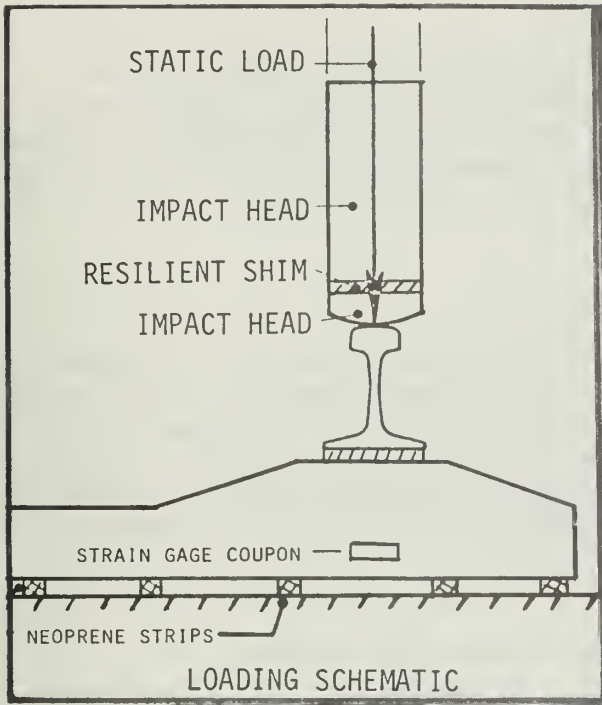 STATIC LOAD
IMPACT HEAD
RESILIENT SHIM
IMPACT HEAD
STRAIN GAGE COUPON
NEOPRENE STRIPS
LOADING SCHEMATIC